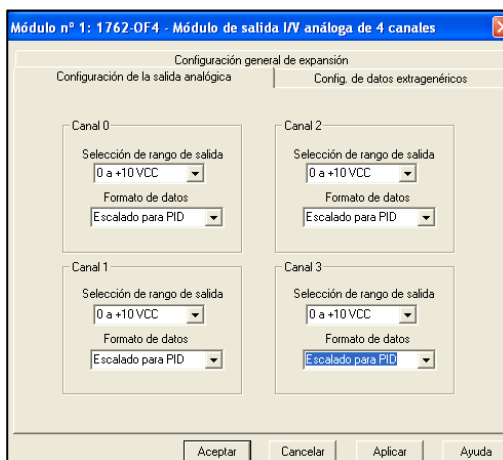 Módulo nº 1: 1762-OF4 - Módulo de salida I/V análoga de 4 canales
Configuración general de expansión
Configuración de la salida analógica
Config. de datos extragenéricos
Canal 0
Selección de rango de salida
0 a +10 VCC
Formato de datos
Escalado para PID
Canal 2
Selección de rango de salida
0 a +10 VCC
Formato de datos
Escalado para PID
Canal 1
Selección de rango de salida
0 a +10 VCC
Formato de datos
Escalado para PID
Canal 3
Selección de rango de salida
0 a +10 VCC
Formato de datos
Escalado para PID
Aceptar
Cancelar
Aplicar
Ayuda